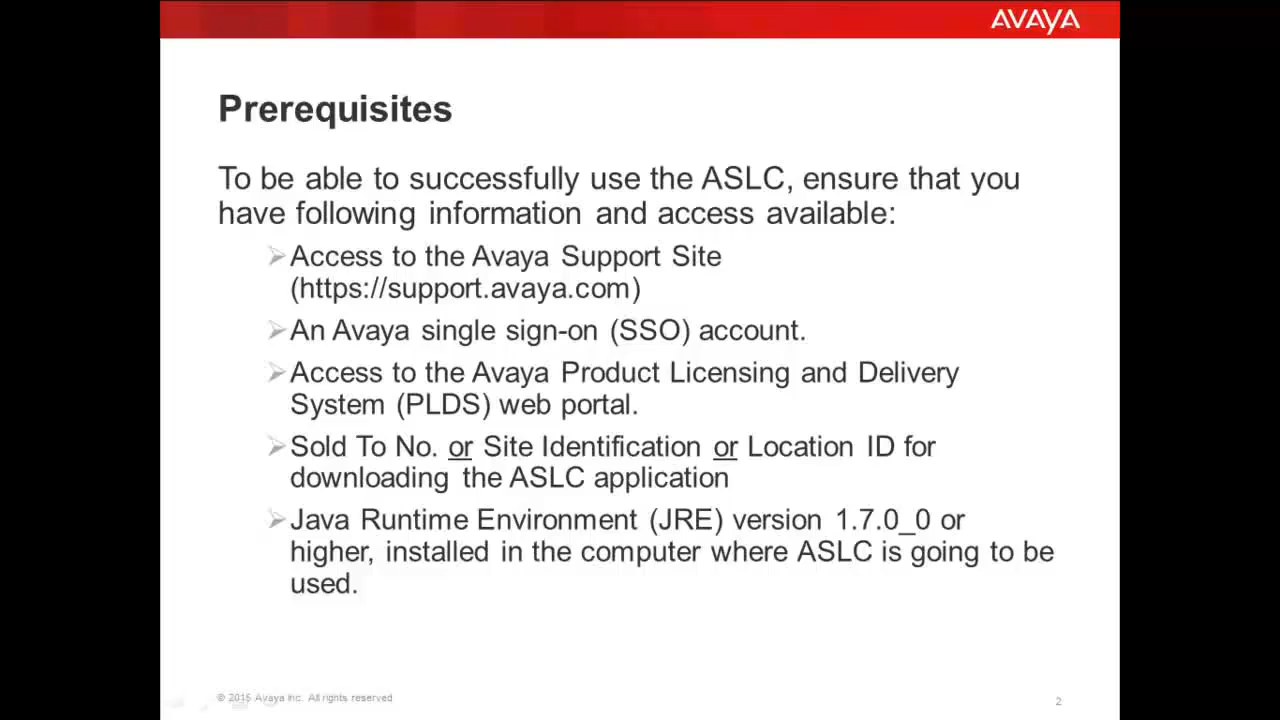 AVAYA
Prerequisites
To be able to successfully use the ASLC, ensure that you
have following information and access available:
Access to the Avaya Support Site
(https://support.avaya.com)
An Avaya single sign-on (SSO) account.
Access to the Avaya Product Licensing and Delivery
System (PLDS) web portal.
Sold To No. or Site Identification or Location ID for
downloading the ASLC application
Java Runtime Environment (JRE) version 1.7.0_0 or
higher, installed in the computer where ASLC is going to be
used.
© 2015 Avaya Inc. All rights reserved
2